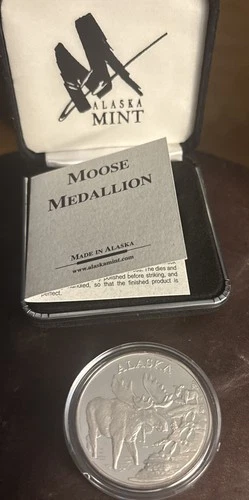 ALASKA
MINT
MOOSE
MEDALLION
MADE IN ALASKA
www.alaskamint.com
The dies and
polished before striking, and
so that the finished product is
perfect.
ALASKA